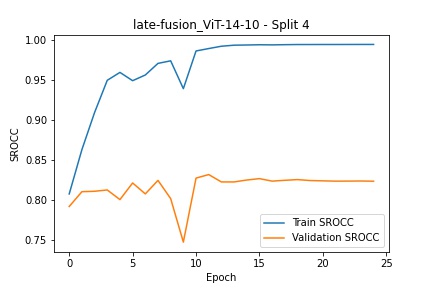 late-fusion_ViT-14-10 - Split 4
1.00
0.95
0.90
0.85
0.80
0.75
SROCC
Train SROCC
Validation SROCC
0 5 10 15 20 25
Epoch